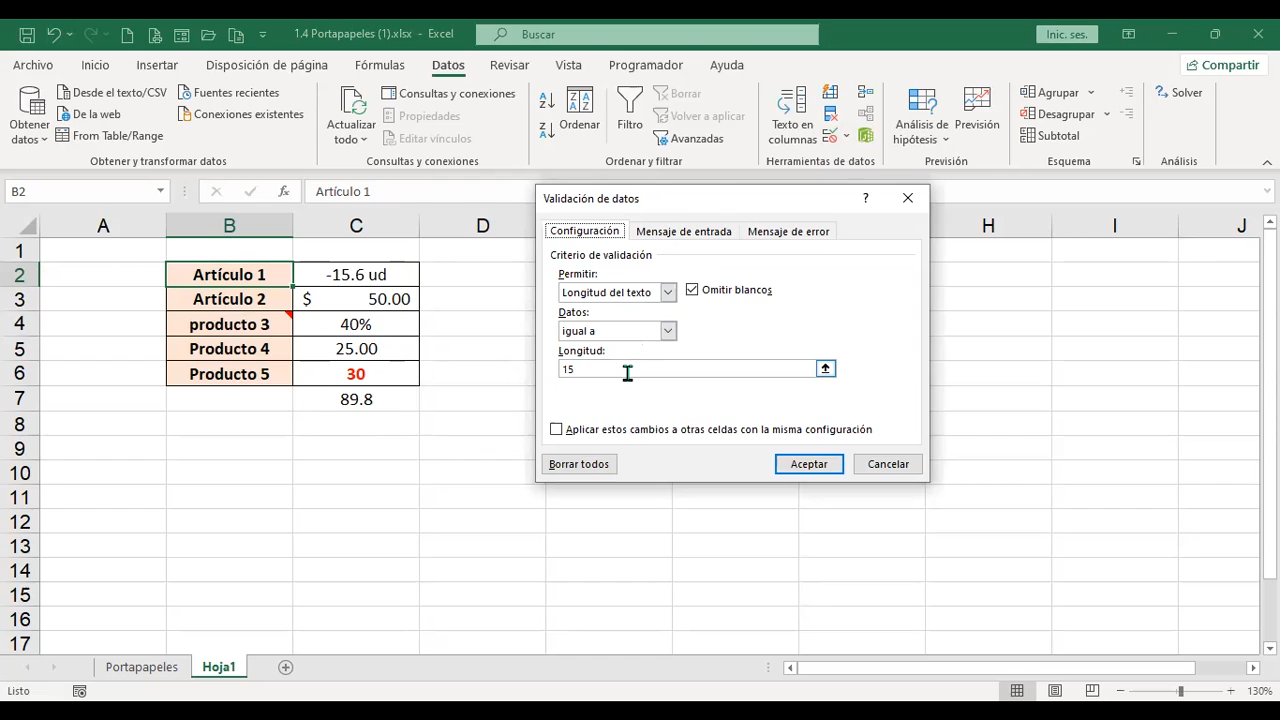 1.4 Portapapeles (1).xlsx - Excel
Buscar
Inic. ses.
Archivo Inicio Insertar Disposición de página Fórmulas Datos Revisar Vista Programador Ayuda
Compartir
Obtener datos
Desde el texto/CSV
De la web
From Table/Range
Fuentes recientes
Conexiones existentes
Obtener y transformar datos
Actualizar todo
Consultas y conexiones
Propiedades
Editar vínculos
Consultas y conexiones
Ordenar
Filtro
Borrar
Volver a aplicar
Avanzadas
Ordenar y filtrar
Texto en columnas
Herramientas de datos
Análisis de hipótesis
Previsión
Previsión
Agrupar
Desagrupar
Subtotal
Esquema
Solver
Análisis
B2
fx
Artículo 1
A B C D H I J
1
2 Artículo 1 -15.6 ud
3 Artículo 2 $ 50.00
4 producto 3 40%
5 Producto 4 25.00
6 Producto 5 30
7 89.8
8
9
10
11
12
13
14
15
16
17
Validación de datos
?
Configuración Mensaje de entrada Mensaje de error
Criterio de validación
Permitir:
Longitud del texto Omitir blancos
Datos:
igual a
Longitud:
15
Aplicar estos cambios a otras celdas con la misma configuración
Borrar todos Aceptar Cancelar
Portapapeles Hoja1
Listo
130%